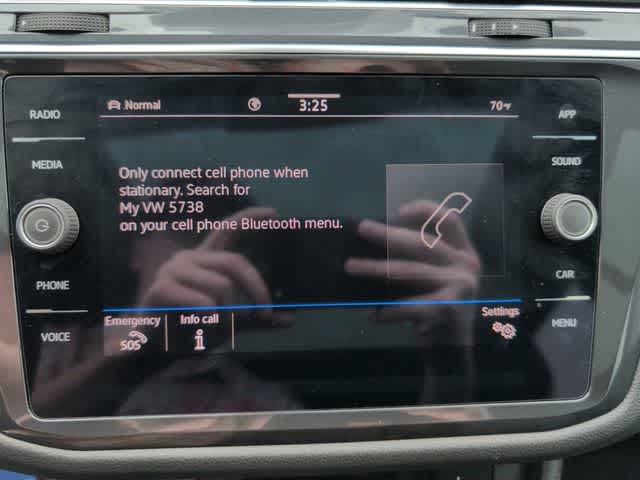 RADIO
MEDIA
PHONE
VOICE
Normal 3:25 70°F
Only connect cell phone when
stationary. Search for
My VW 5738
on your cell phone Bluetooth menu.
Emergency Info call Settings
SOS i
APP
SOUND
CAR
MENU